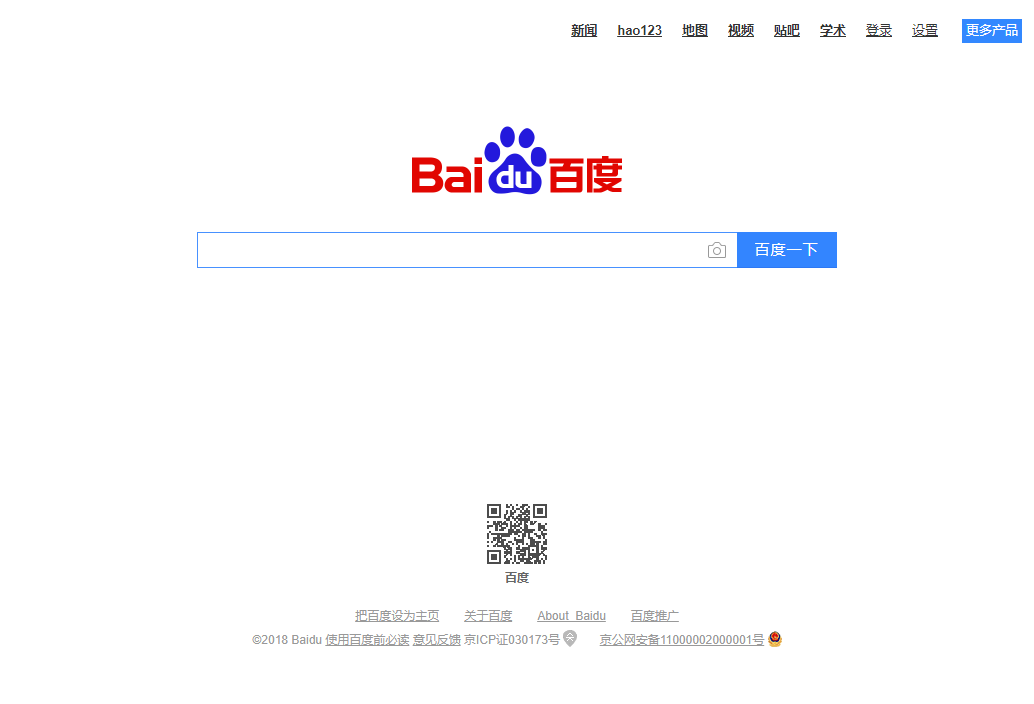 新闻 hao123 地图 视频 贴吧 学术 登录 设置 更多产品
Bai du 百度
百度一下
百度
把百度设为主页 关于百度 About Baidu 百度推广
©2018 Baidu 使用百度前必读 意见反馈 京ICP证030173号 京公网安备11000002000001号